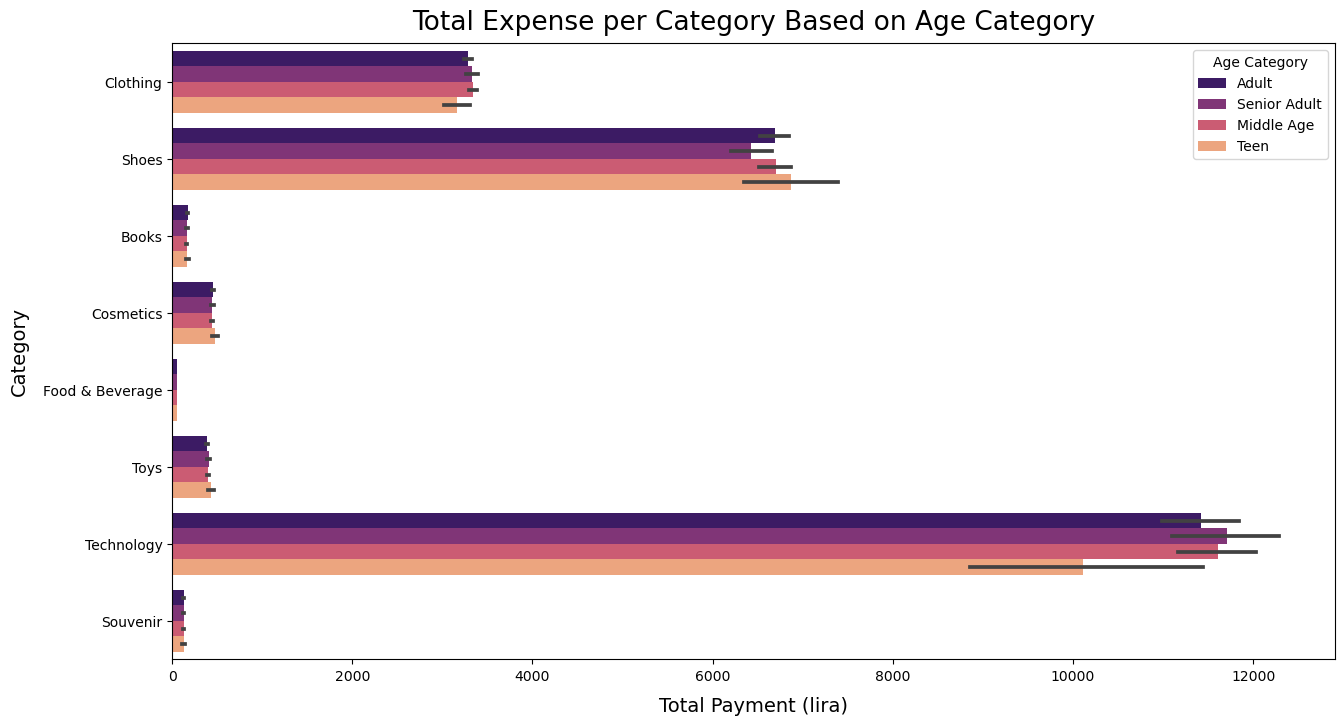 Total Expense per Category Based on Age Category
Age Category
Adult
Senior Adult
Middle Age
Teen
Category
Clothing
Shoes
Books
Cosmetics
Food & Beverage
Toys
Technology
Souvenir
0 2000 4000 6000 8000 10000 12000
Total Payment (lira)